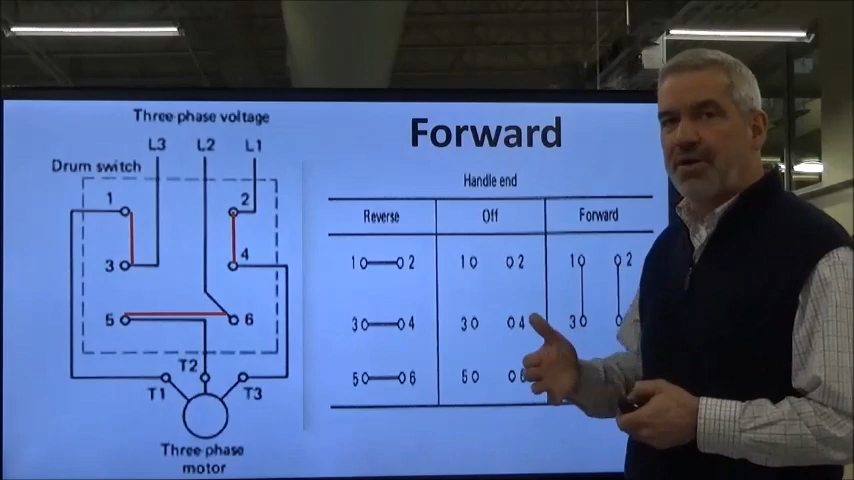 Three phase voltage
Forward
L3 L2 L1
Drum switch
Handle end
1 2
Reverse Off Forward
3 4
1 2 1 2 1 2
5 6
3 4 3 4 3
T2
5 6 5 6
T1 T3
Three phase
motor